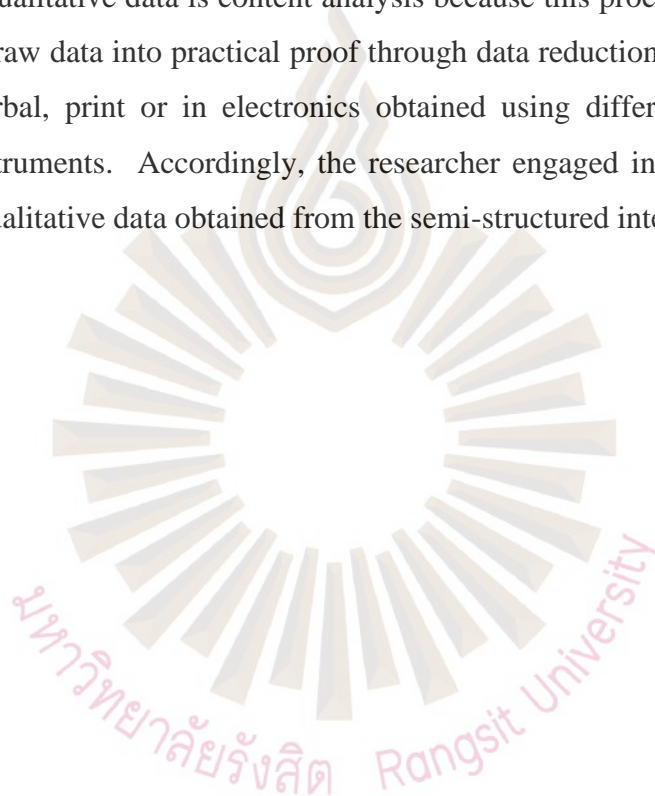 ualitative data is content analysis because this proc
raw data into practical proof through data reduction
rbal, print or in electronics obtained using differ
truments. Accordingly, the researcher engaged in
ualitative data obtained from the semi-structured inte
มหาวิทยาลัยรังสิต Rangsit University